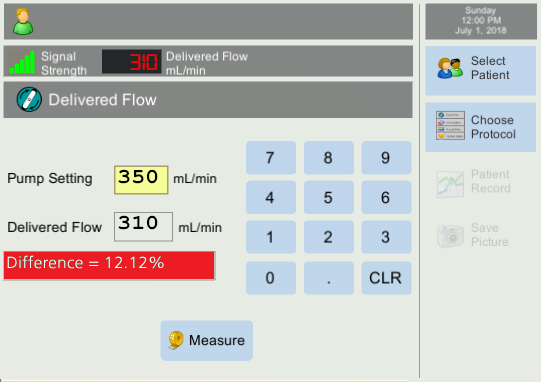 Sunday
12:00 PM
July 1, 2018
Signal
Strength
310
Delivered Flow
mL/min
Delivered Flow
Select
Patient
Choose
Protocol
Patient
Record
Save
Picture
Pump Setting 350 mL/min
Delivered Flow 310 mL/min
Difference = 12.12%
7 8 9
4 5 6
1 2 3
0 . CLR
Measure